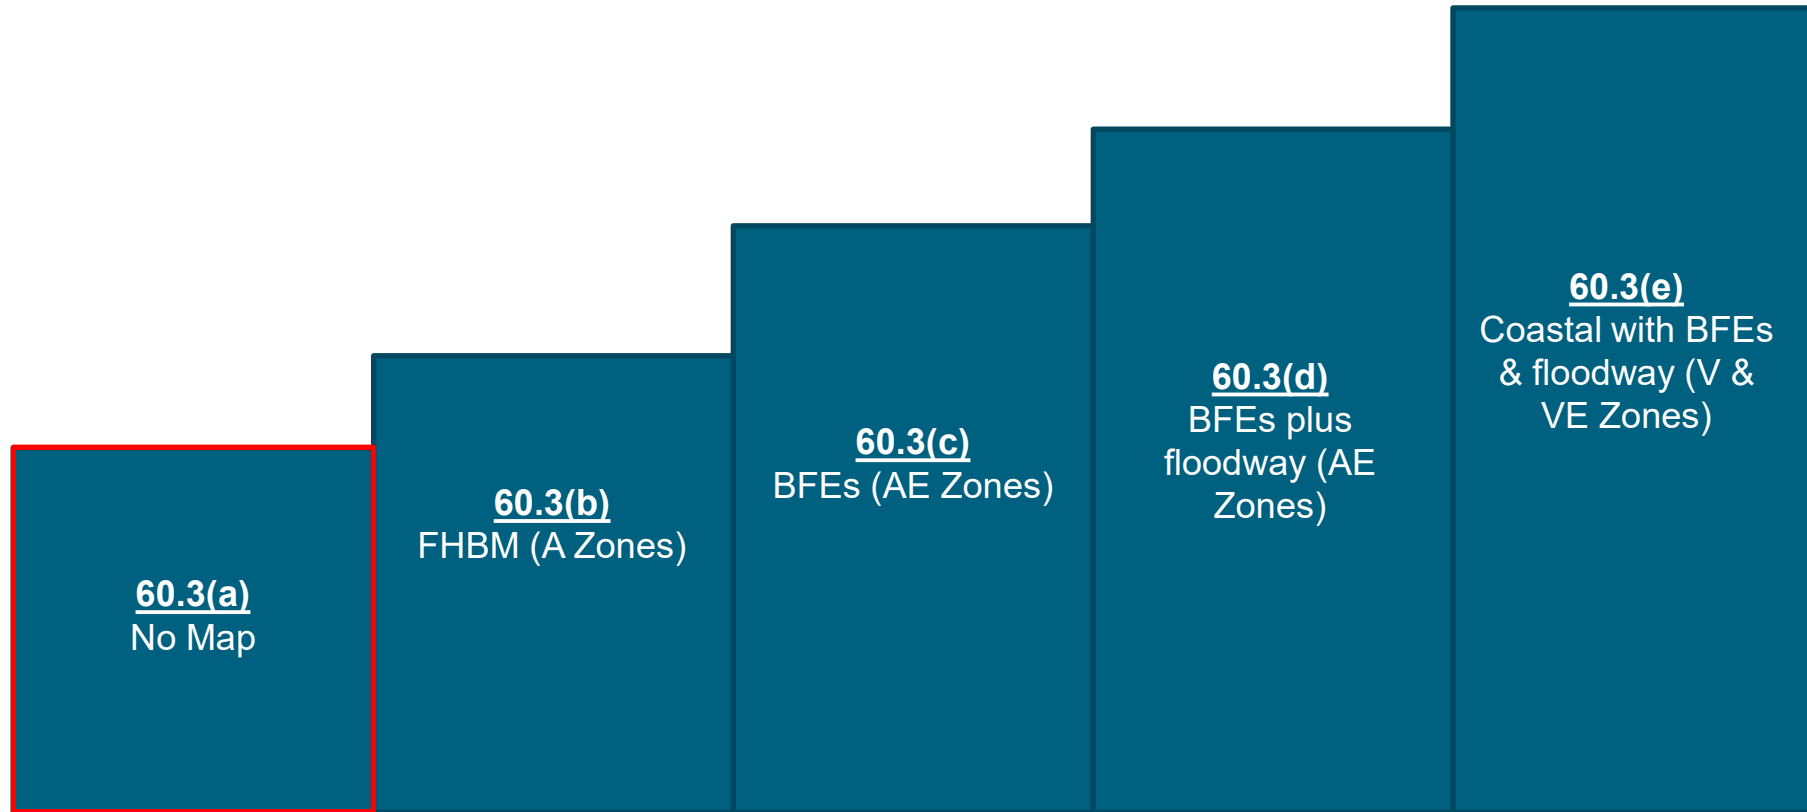 60.3(a)
No Map
60.3(b)
FHBM (A Zones)
60.3(c)
BFEs (AE Zones)
60.3(d)
BFEs plus
floodway (AE
Zones)
60.3(e)
Coastal with BFEs
& floodway (V &
VE Zones)